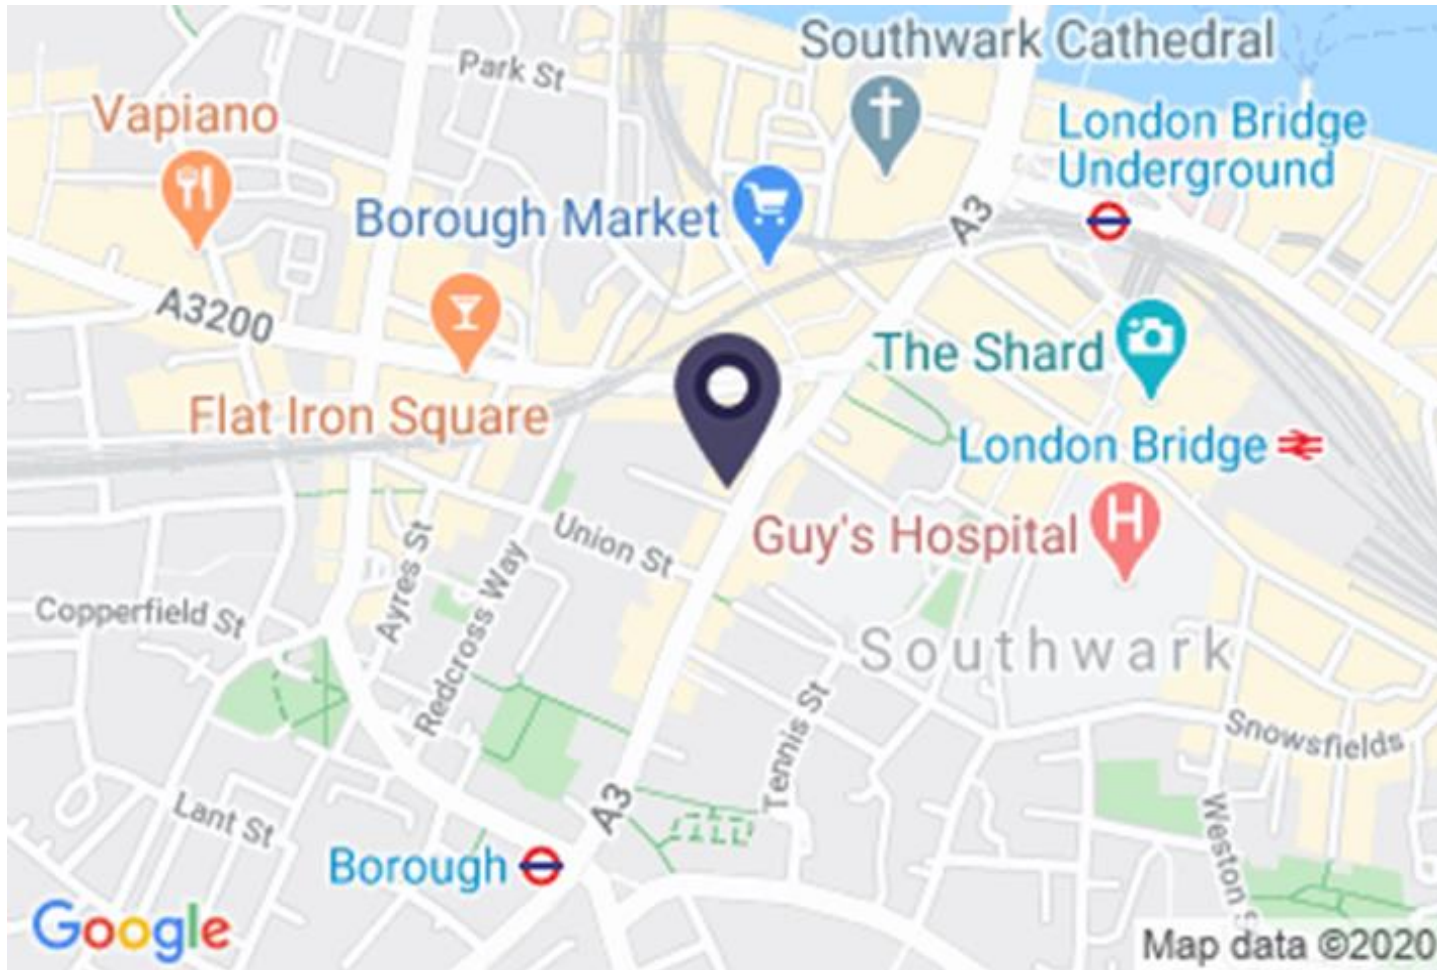 Southwark Cathedral
Park St
Vapiano
London Bridge
Underground
Borough Market
A3
A3200
The Shard
Flat Iron Square
London Bridge
H
Guy's Hospital
Union St
Ayres St
Redcross Way
Copperfield St
Southwark
Tennis St
Snowsfields
Lant St
A3
Weston S
Borough
Google
Map data ©2020